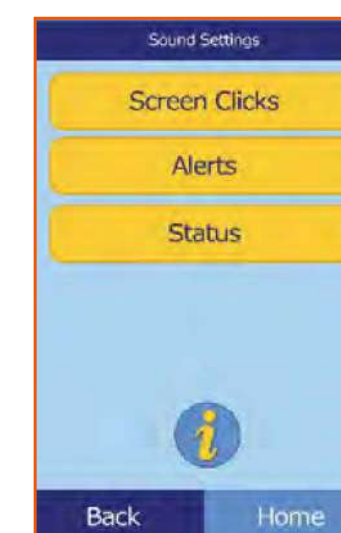 Sound Settings
Screen Clicks
Alerts
Status
i
Back Home